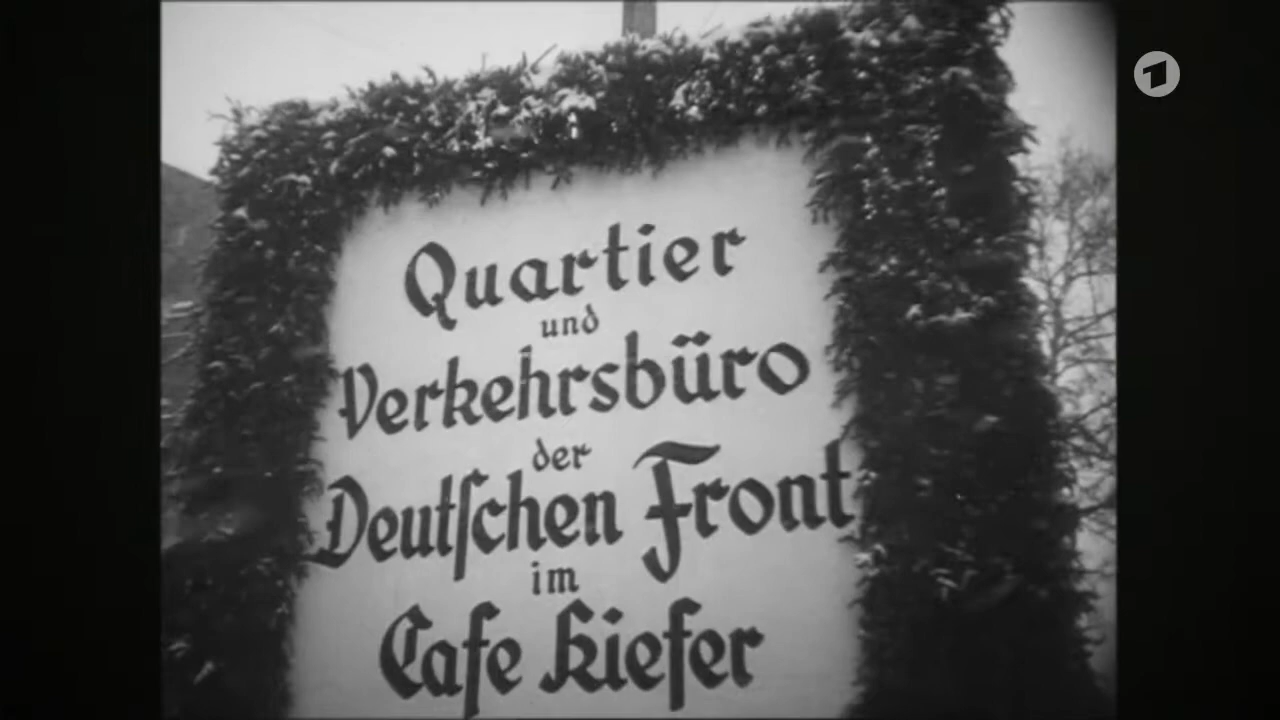 Quartier
und
Verkehrsbüro
der
Deutſchen Front
im
Cafe Kiefer